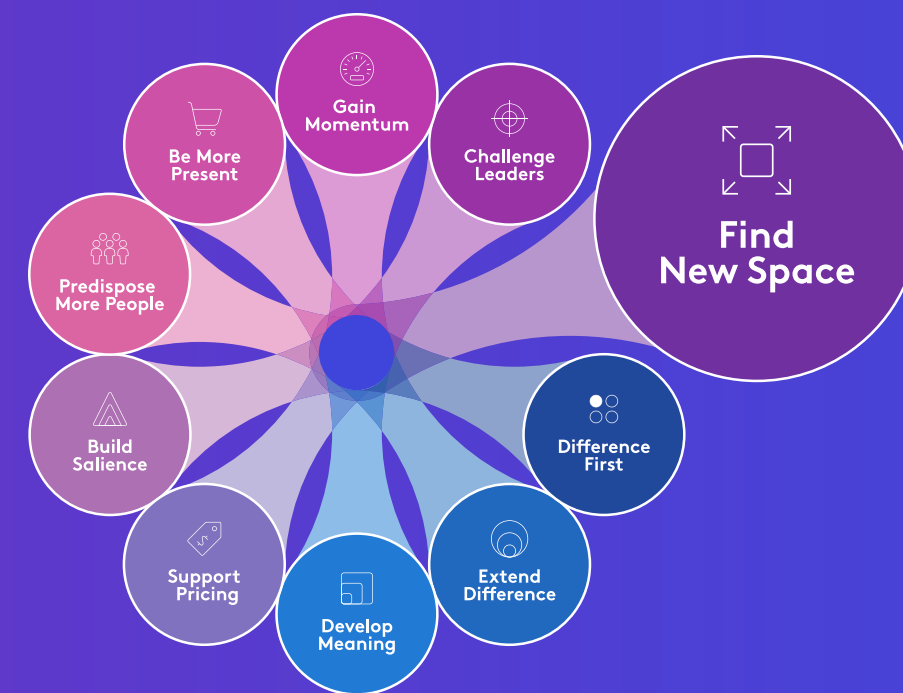 Gain
Momentum
Challenge
Leaders
Find
New Space
Difference
First
Extend
Difference
Develop
Meaning
Support
Pricing
Build
Salience
Predispose
More People
Be More
Present